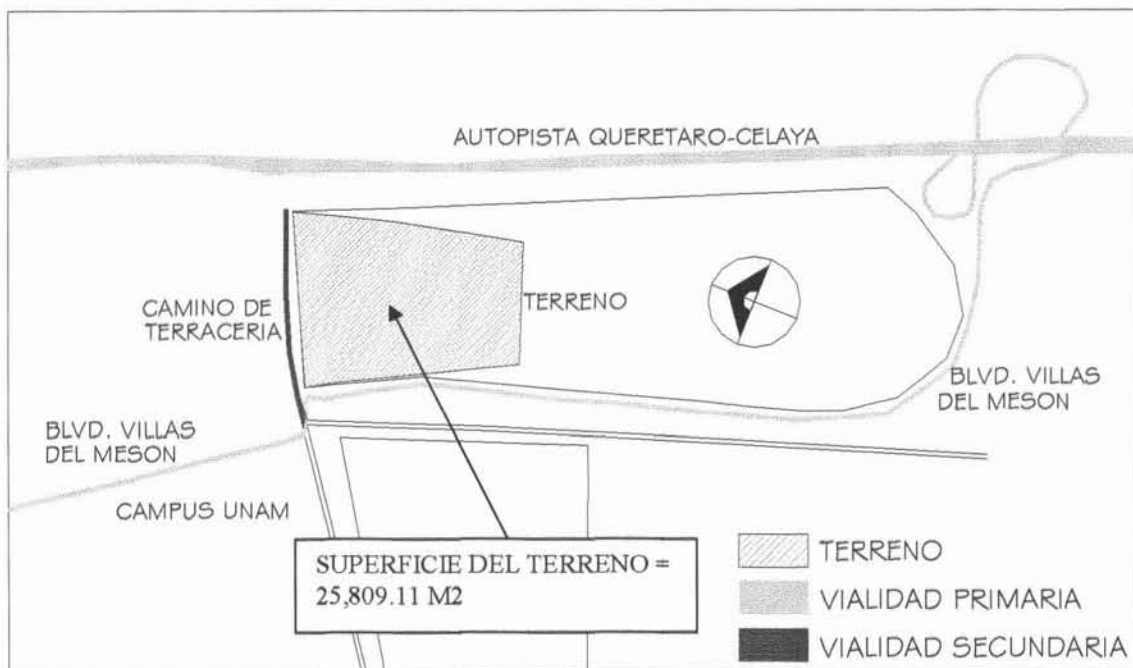 AUTOPISTA QUERETARO-CELAYA
CAMINO DE
TERRACERIA
TERRENO
BLVD. VILLAS
DEL MESON
BLVD. VILLAS
DEL MESON
CAMPUS UNAM
SUPERFICIE DEL TERRENO =
25,809.11 M2
TERRENO
VIALIDAD PRIMARIA
VIALIDAD SECUNDARIA